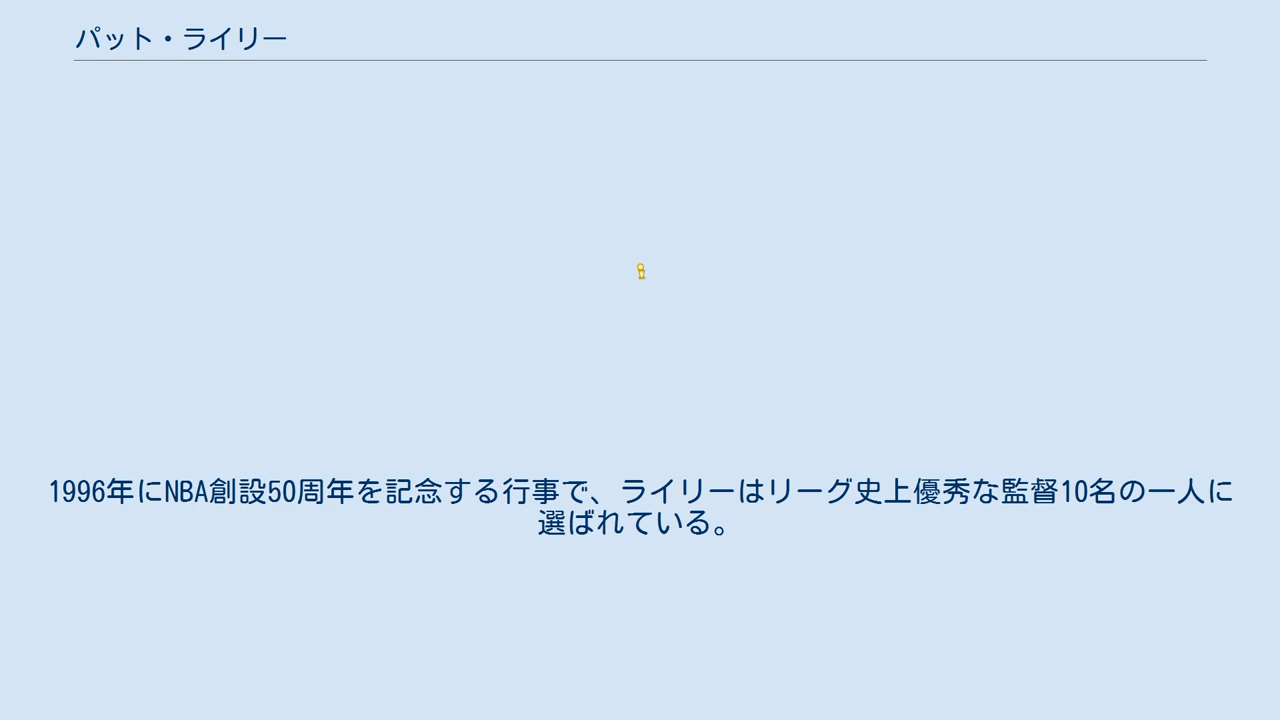 パット・ライリー
1996年にNBA創設50周年を記念する行事で、ライリーはリーグ史上優秀な監督10名の一人に
選ばれている。